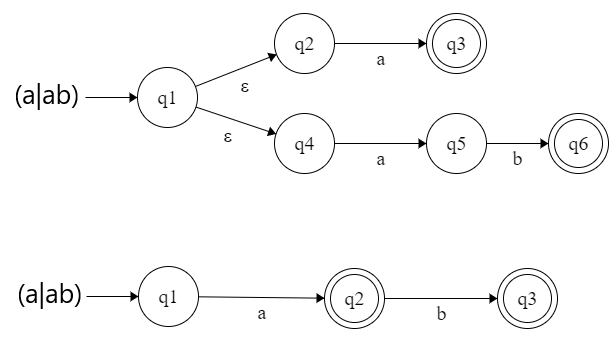 q2 a q3
ε
(a|ab) q1
ε
q4 a q5 b q6
(a|ab) q1 a q2 b q3